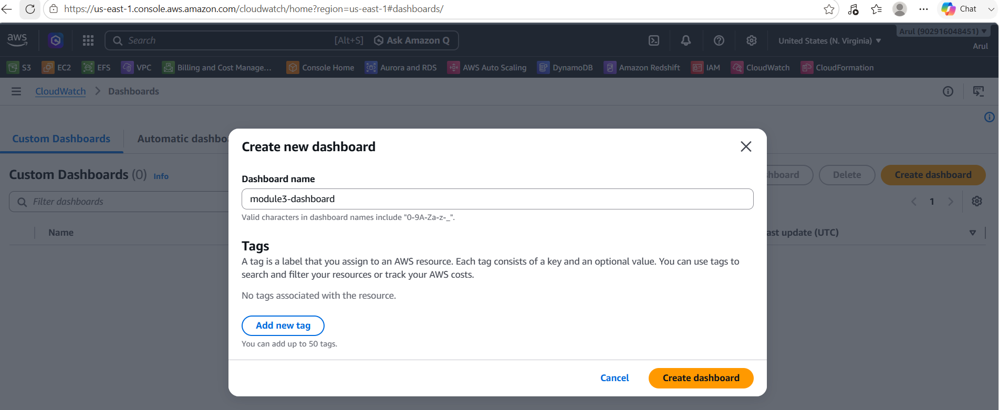 https://us-east-1.console.aws.amazon.com/cloudwatch/home?region=us-east-1#dashboards/
Chat
aws
Search
[Alt+S]
Ask Amazon Q
United States (N. Virginia)
Arul (902916048451)
Arul
S3
EC2
EFS
VPC
Billing and Cost Manage...
Console Home
Aurora and RDS
AWS Auto Scaling
DynamoDB
Amazon Redshift
IAM
CloudWatch
CloudFormation
CloudWatch
Dashboards
Custom Dashboards
Automatic dashbo
Custom Dashboards (0) Info
hboard
Delete
Create dashboard
Filter dashboards
1
Name
ast update (UTC)
Create new dashboard
Dashboard name
module3-dashboard
Valid characters in dashboard names include "0-9A-Za-z-_".
Tags
A tag is a label that you assign to an AWS resource. Each tag consists of a key and an optional value. You can use tags to
search and filter your resources or track your AWS costs.
No tags associated with the resource.
Add new tag
You can add up to 50 tags.
Cancel
Create dashboard